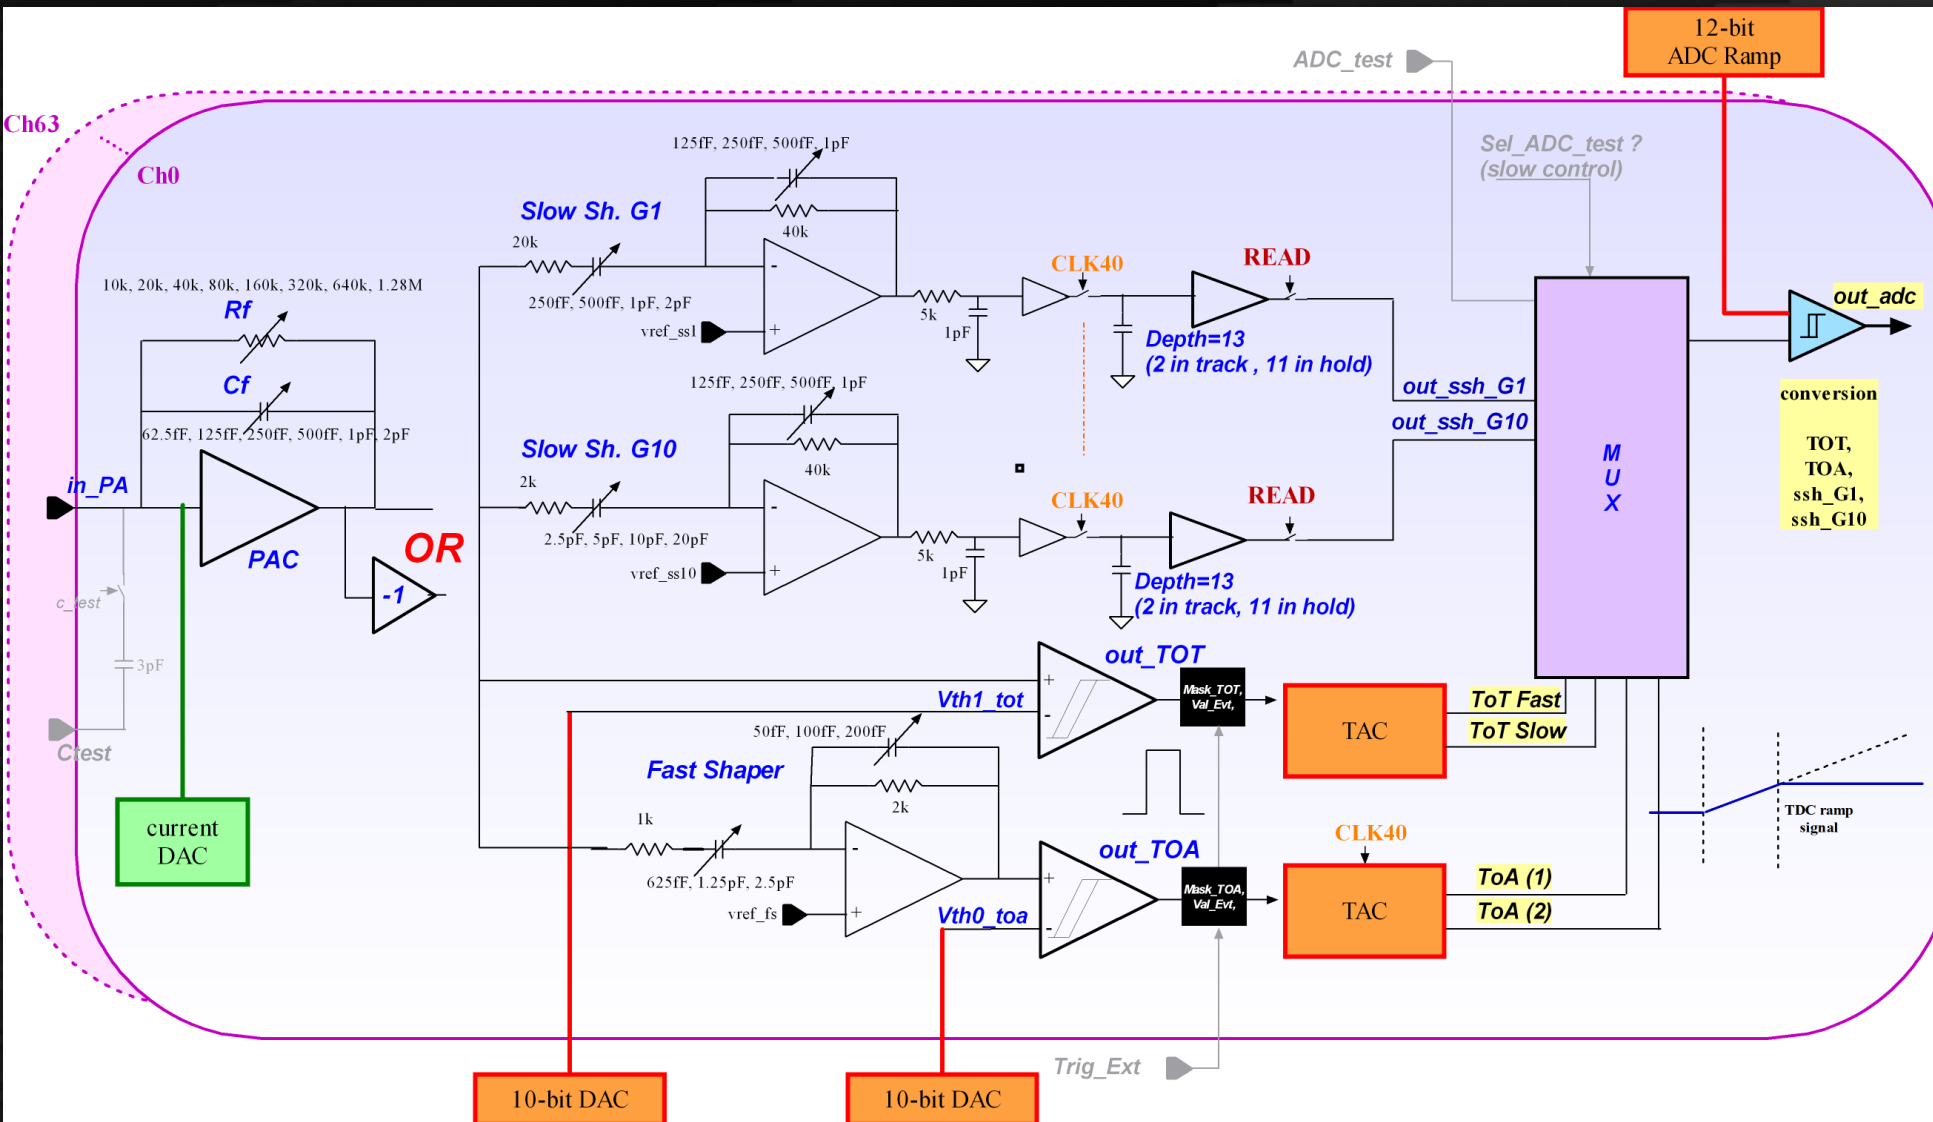 12-bit
ADC Ramp
ADC_test
Ch63
Ch0
Sel_ADC_test ?
(slow control)
125fF, 250fF, 500fF, 1pF
Slow Sh. G1
20k
40k
250fF, 500fF, 1pF, 2pF
vref_ss1
-
+
5k
1pF
CLK40
READ
Depth=13
(2 in track , 11 in hold)
out_ssh_G1
out_ssh_G10
out_adc
10k, 20k, 40k, 80k, 160k, 320k, 640k, 1.28M
Rf
Cf
62.5fF, 125fF, 250fF, 500fF, 1pF, 2pF
in_PA
PAC
OR
-1
c_test
3pF
Ctest
current
DAC
125fF, 250fF, 500fF, 1pF
Slow Sh. G10
2k
40k
2.5pF, 5pF, 10pF, 20pF
vref_ss10
-
+
5k
1pF
CLK40
READ
Depth=13
(2 in track, 11 in hold)
M
U
X
conversion
TOT,
TOA,
ssh_G1,
ssh_G10
out_TOT
Vth1_tot
+
-
Mask_TOT,
Val_Evt,
TAC
ToT Fast
ToT Slow
50fF, 100fF, 200fF
Fast Shaper
1k
2k
625fF, 1.25pF, 2.5pF
vref_fs
-
+
out_TOA
Vth0_toa
+
-
Mask_TOA,
Val_Evt,
CLK40
TAC
ToA (1)
ToA (2)
TDC ramp
signal
Trig_Ext
10-bit DAC
10-bit DAC